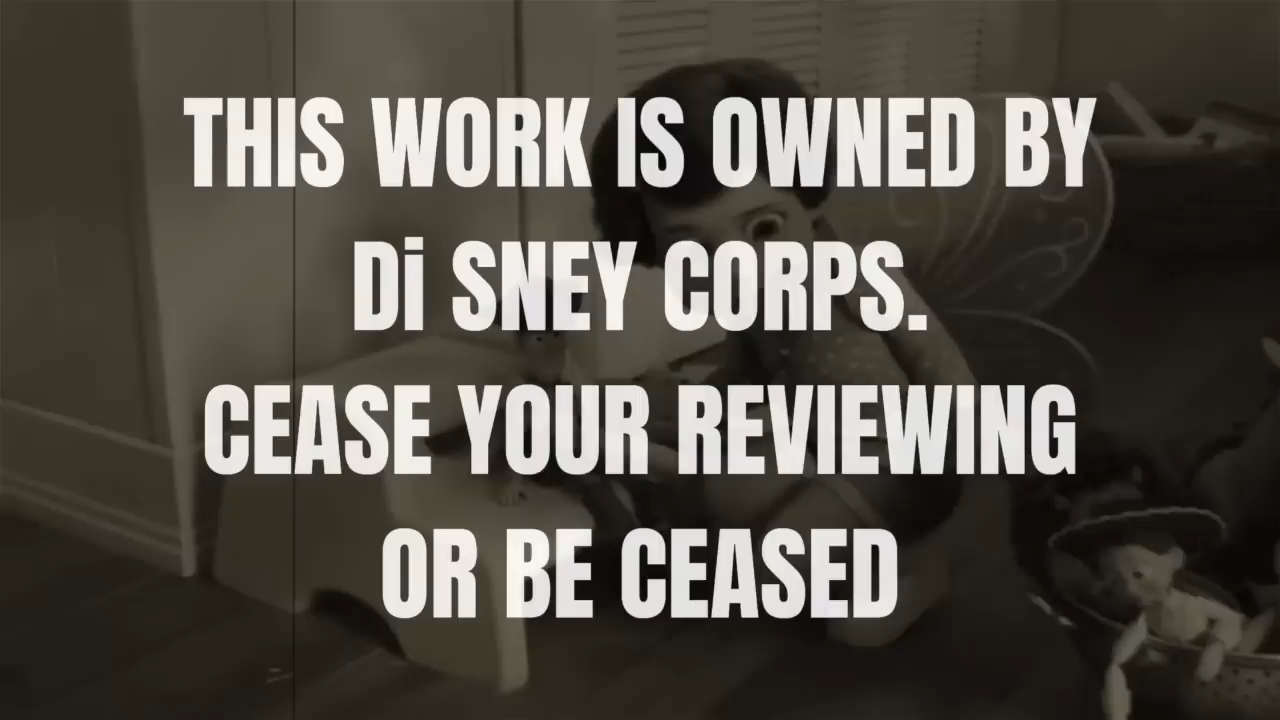 THIS WORK IS OWNED BY
Di SNEY CORPS.
CEASE YOUR REVIEWING
OR BE CEASED